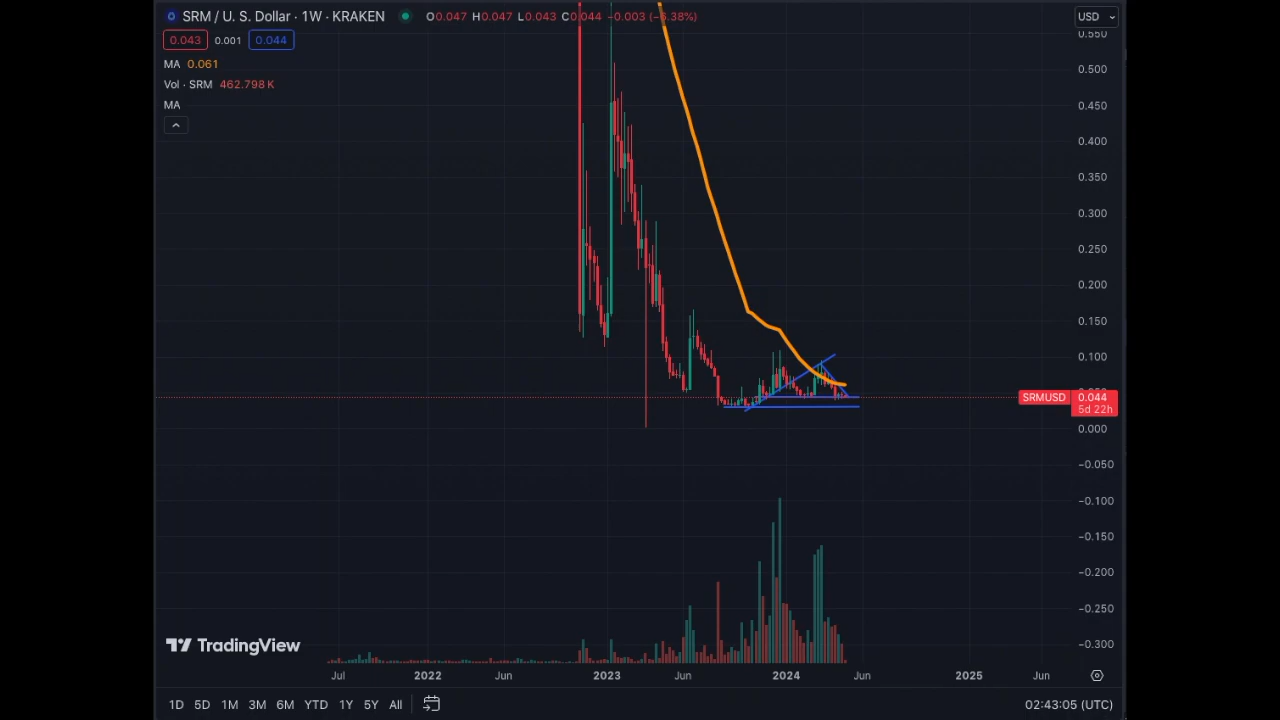 SRM / U. S. Dollar · 1W · KRAKEN O0.047 H0.047 L0.043 C0.044 −0.003 (−6.38%)
USD
0.043 0.001 0.044
MA 0.061
Vol · SRM 462.798 K
MA
0.550
0.500
0.450
0.400
0.350
0.300
0.250
0.200
0.150
0.100
SRMUSD 0.044
5d 22h
0.000
−0.050
−0.100
−0.150
−0.200
−0.250
−0.300
TradingView
Jul 2022 Jun 2023 Jun 2024 Jun 2025 Jun
1D 5D 1M 3M 6M YTD 1Y 5Y All 02:43:05 (UTC)